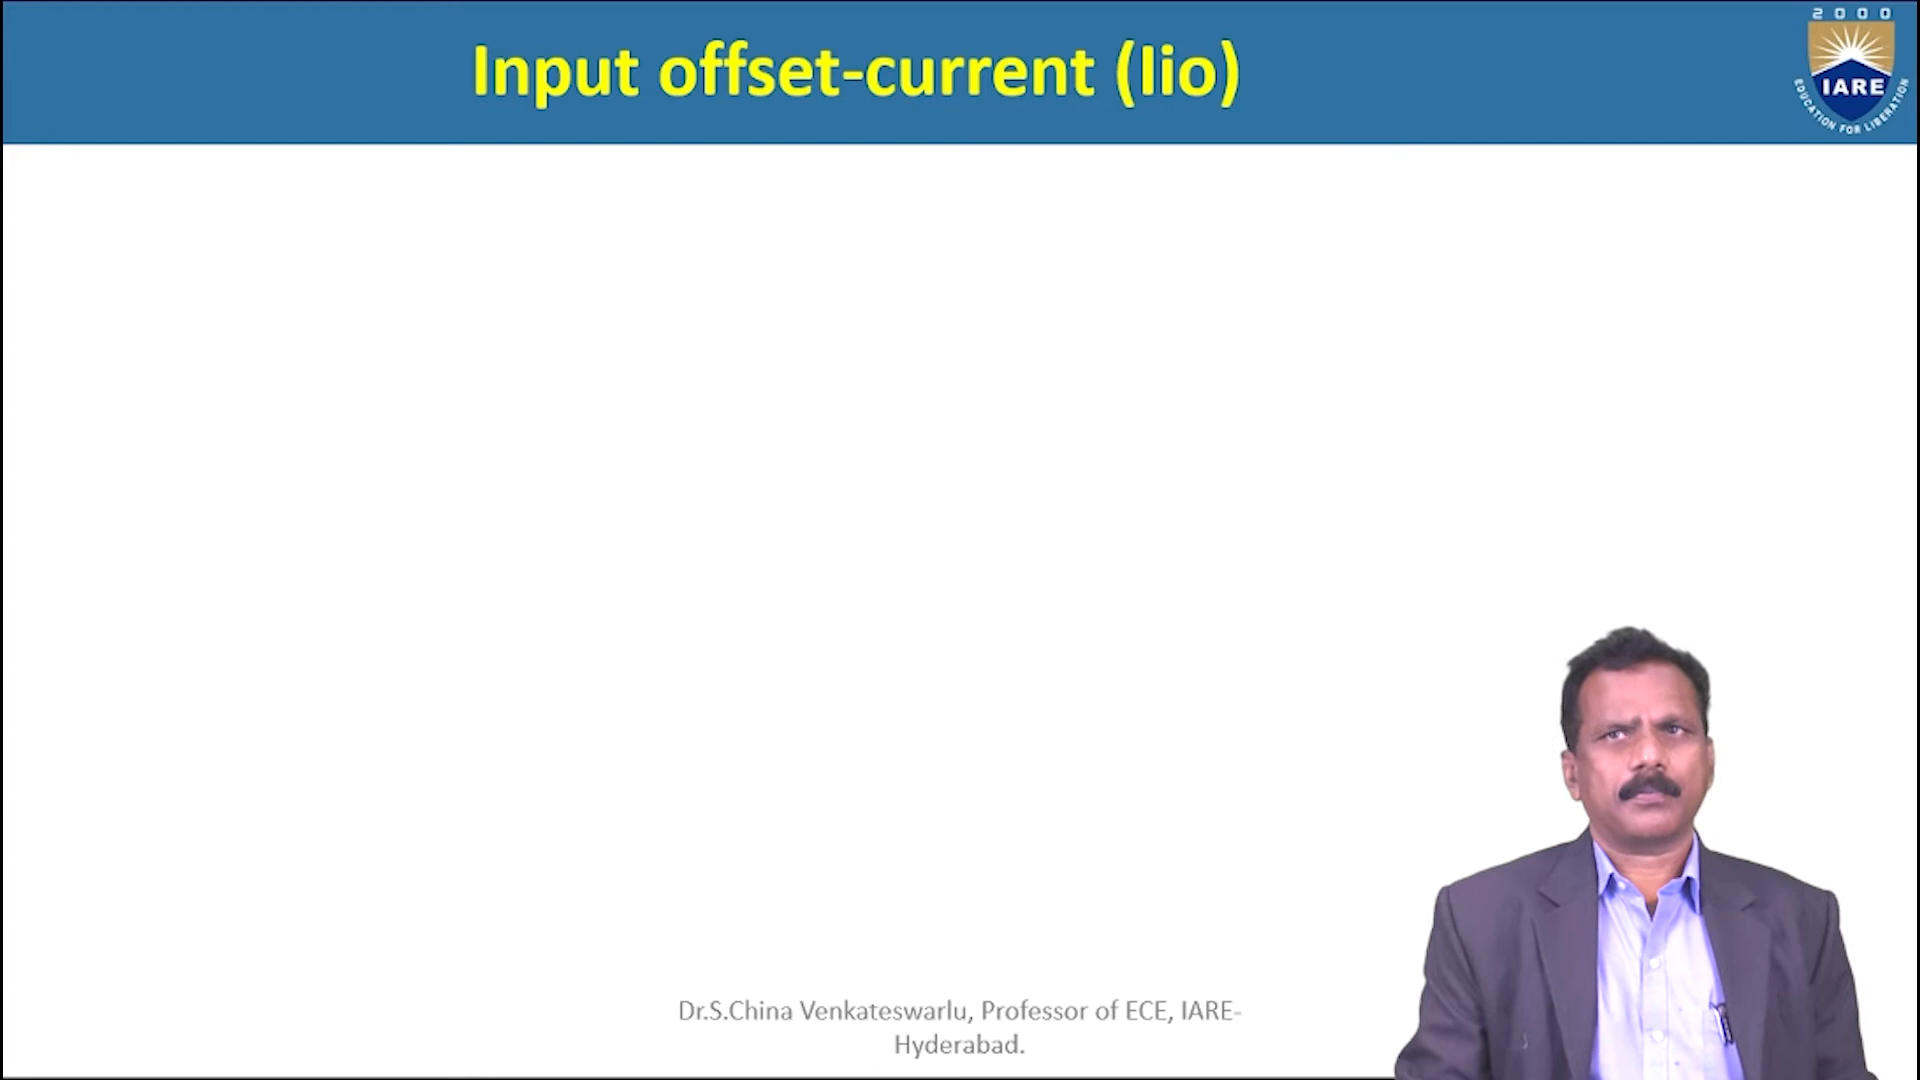 Input offset-current (Iio)
2000
IARE
EDUCATION FOR LIBERATION
Dr.S.China Venkateswarlu, Professor of ECE, IARE-
Hyderabad.